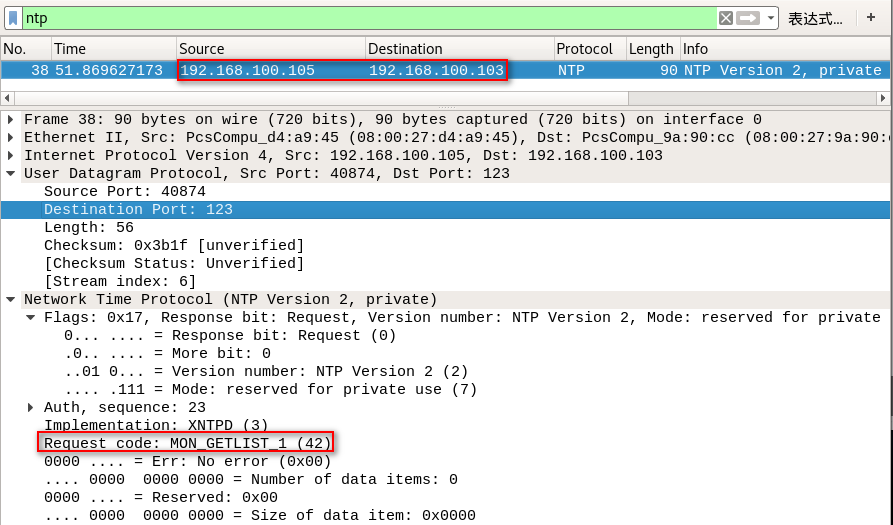 ntp 表达式… +
No. Time Source Destination Protocol Length Info
38 51.869627173 192.168.100.105 192.168.100.103 NTP 90 NTP Version 2, private
Frame 38: 90 bytes on wire (720 bits), 90 bytes captured (720 bits) on interface 0
Ethernet II, Src: PcsCompu_d4:a9:45 (08:00:27:d4:a9:45), Dst: PcsCompu_9a:90:cc (08:00:27:9a:90:
Internet Protocol Version 4, Src: 192.168.100.105, Dst: 192.168.100.103
User Datagram Protocol, Src Port: 40874, Dst Port: 123
Source Port: 40874
Destination Port: 123
Length: 56
Checksum: 0x3b1f [unverified]
[Checksum Status: Unverified]
[Stream index: 6]
Network Time Protocol (NTP Version 2, private)
Flags: 0x17, Response bit: Request, Version number: NTP Version 2, Mode: reserved for private
0... .... = Response bit: Request (0)
.0.. .... = More bit: 0
..01 0... = Version number: NTP Version 2 (2)
.... .111 = Mode: reserved for private use (7)
Auth, sequence: 23
Implementation: XNTPD (3)
Request code: MON_GETLIST_1 (42)
0000 .... = Err: No error (0x00)
.... 0000 0000 0000 = Number of data items: 0
0000 .... = Reserved: 0x00
.... 0000 0000 0000 = Size of data item: 0x0000